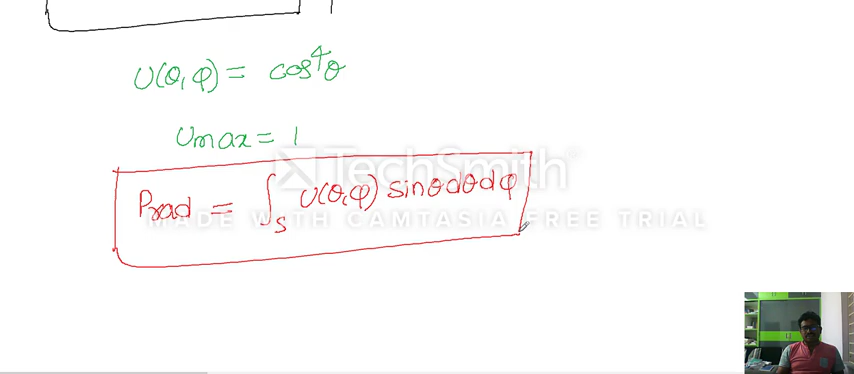 U(θ,φ) = cos⁴θ
Umax = 1
TechSmith
Prad = ∫s U(θ,φ) sinθ dθ dφ
MADE WITH CAMTASIA FREE TRIAL